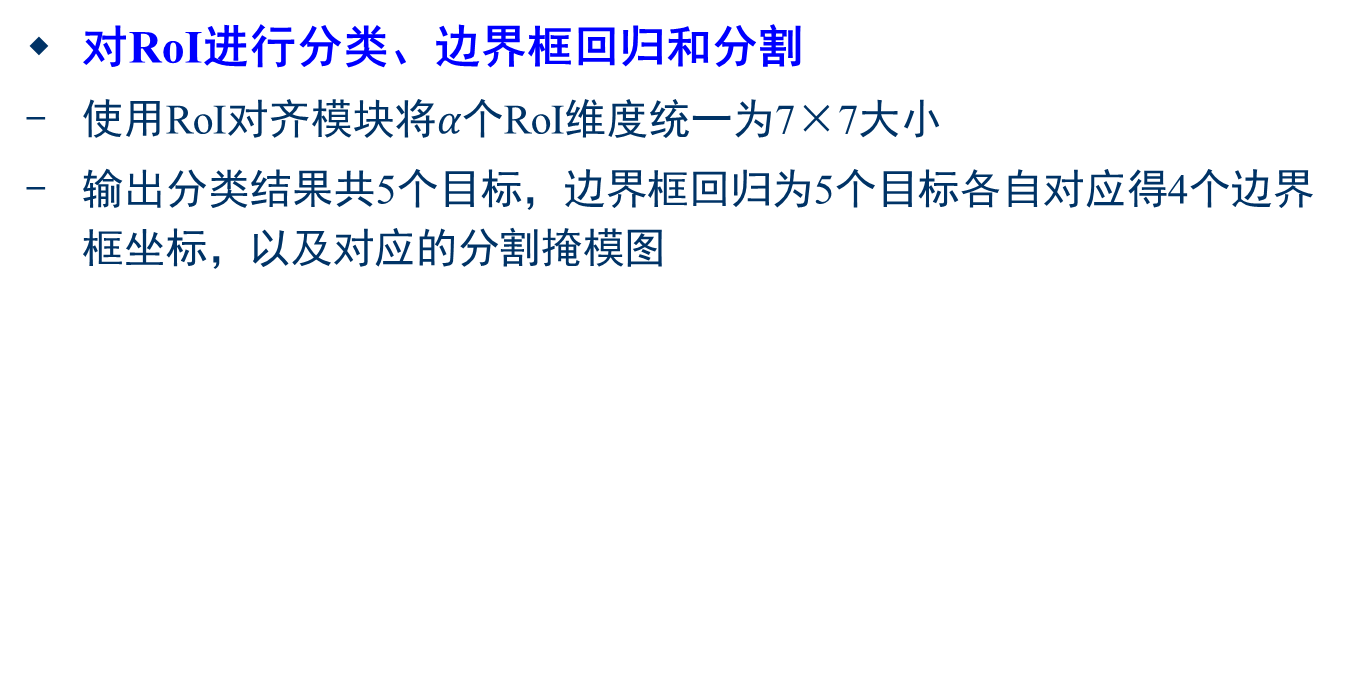 ◆ 对RoI进行分类、边界框回归和分割
− 使用RoI对齐模块将α个RoI维度统一为7×7大小
− 输出分类结果共5个目标，边界框回归为5个目标各自对应得4个边界
框坐标，以及对应的分割掩模图